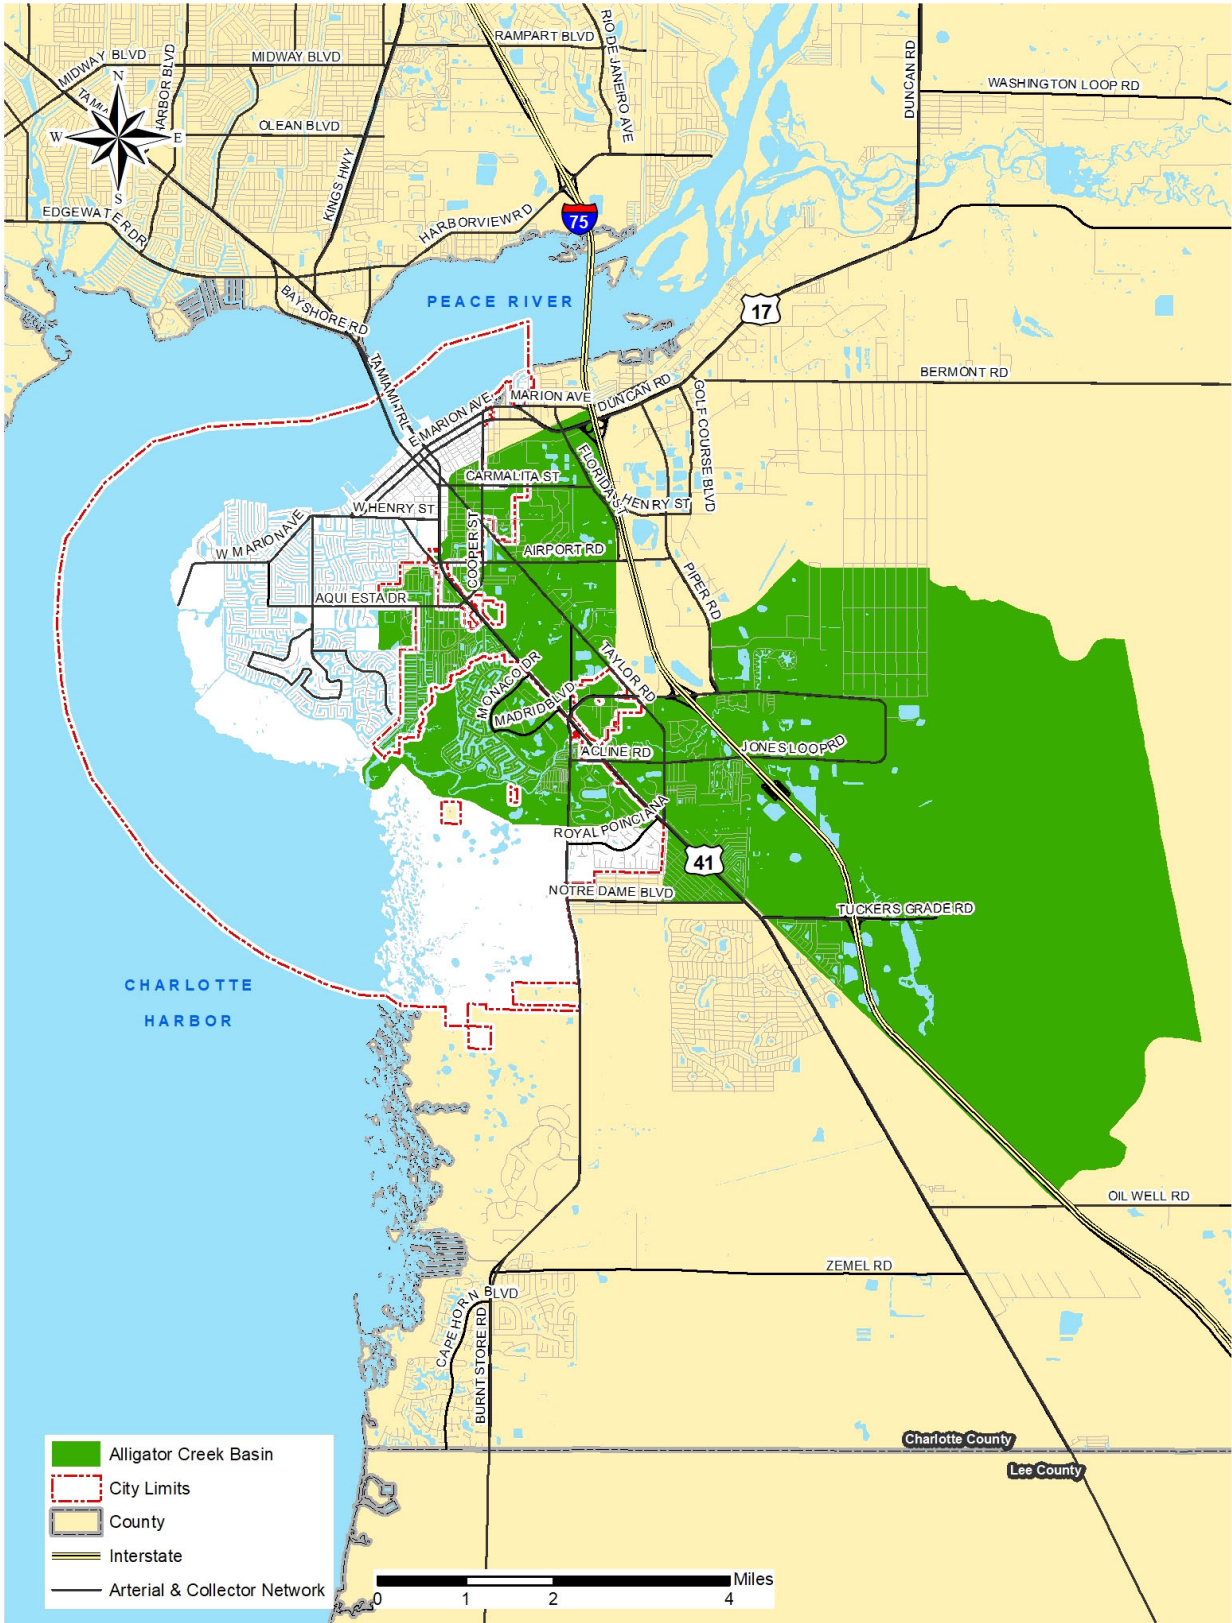 RAMPART BLVD
RIO DE JANEIRO AVE
DUNCAN RD
MIDWAY BLVD
MIDWAY BLVD
WASHINGTON LOOP RD
N
HARBOR BLVD
OLEAN BLVD
W
E
S
KINGS HWY
EDGEWATER DR
HARBORVIEW RD
75
PEACE RIVER
BAYSHORE RD
17
TAMIAMI TRL
BERMONT RD
DUNCAN RD
GOLF COURSE BLVD
MARION AVE
E MARION AVE
FLORIDA ST
CARMALITA ST
HENRY ST
W HENRY ST
W MARION AVE
COOPER ST
AIRPORT RD
PIPER RD
AQUI ESTA DR
TAYLOR RD
MONACO DR
MADRID BLVD
ACLINE RD
JONES LOOP RD
ROYAL POINCIANA
41
NOTRE DAME BLVD
TUCKERS GRADE RD
CHARLOTTE
HARBOR
OIL WELL RD
ZEMEL RD
CAPE HORN BLVD
BURNT STORE RD
Charlotte County
Lee County
Alligator Creek Basin
City Limits
County
Interstate
Arterial & Collector Network
Miles
0 1 2 4